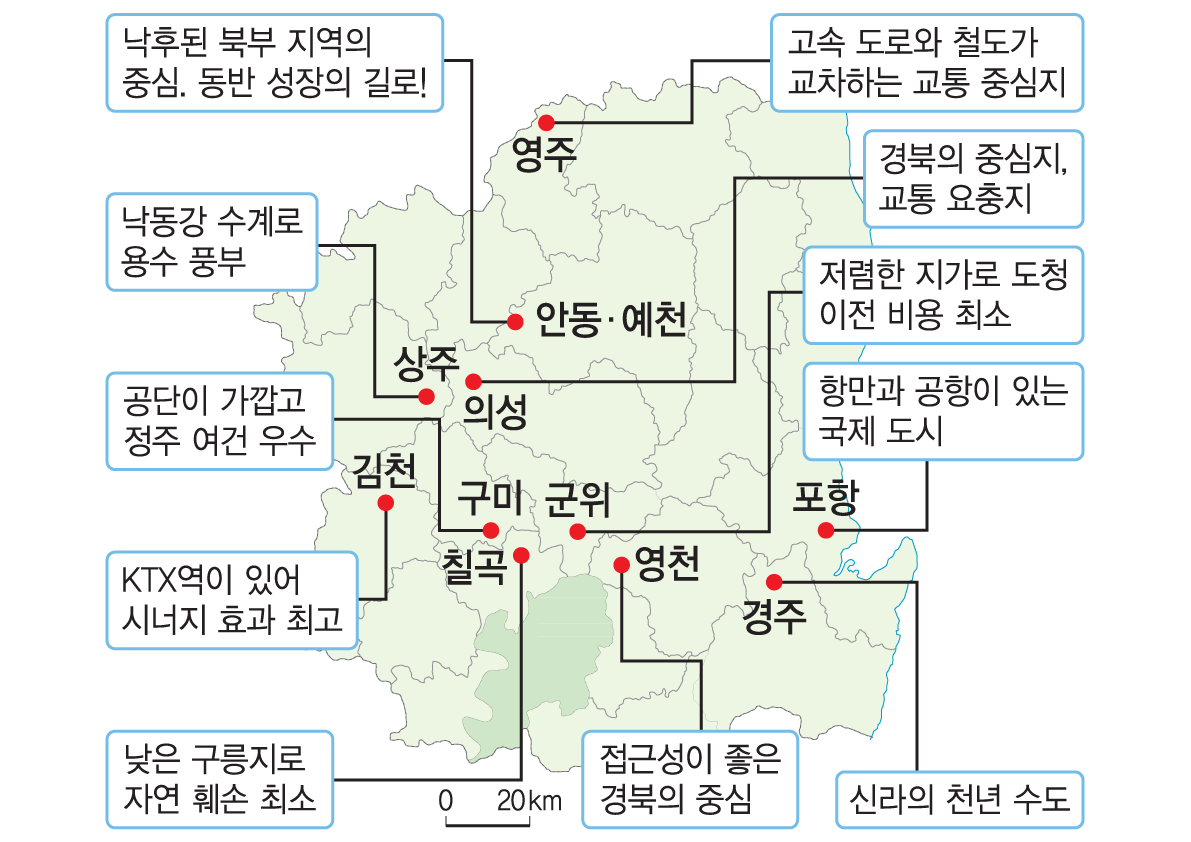 낙후된 북부 지역의
중심. 동반 성장의 길로!
고속 도로와 철도가
교차하는 교통 중심지
영주
경북의 중심지,
교통 요충지
낙동강 수계로
용수 풍부
저렴한 지가로 도청
이전 비용 최소
안동·예천
상주
의성
공단이 가깝고
정주 여건 우수
항만과 공항이 있는
국제 도시
김천
구미
군위
포항
칠곡
영천
경주
KTX역이 있어
시너지 효과 최고
낮은 구릉지로
자연 훼손 최소
접근성이 좋은
경북의 중심
신라의 천년 수도
0 20km